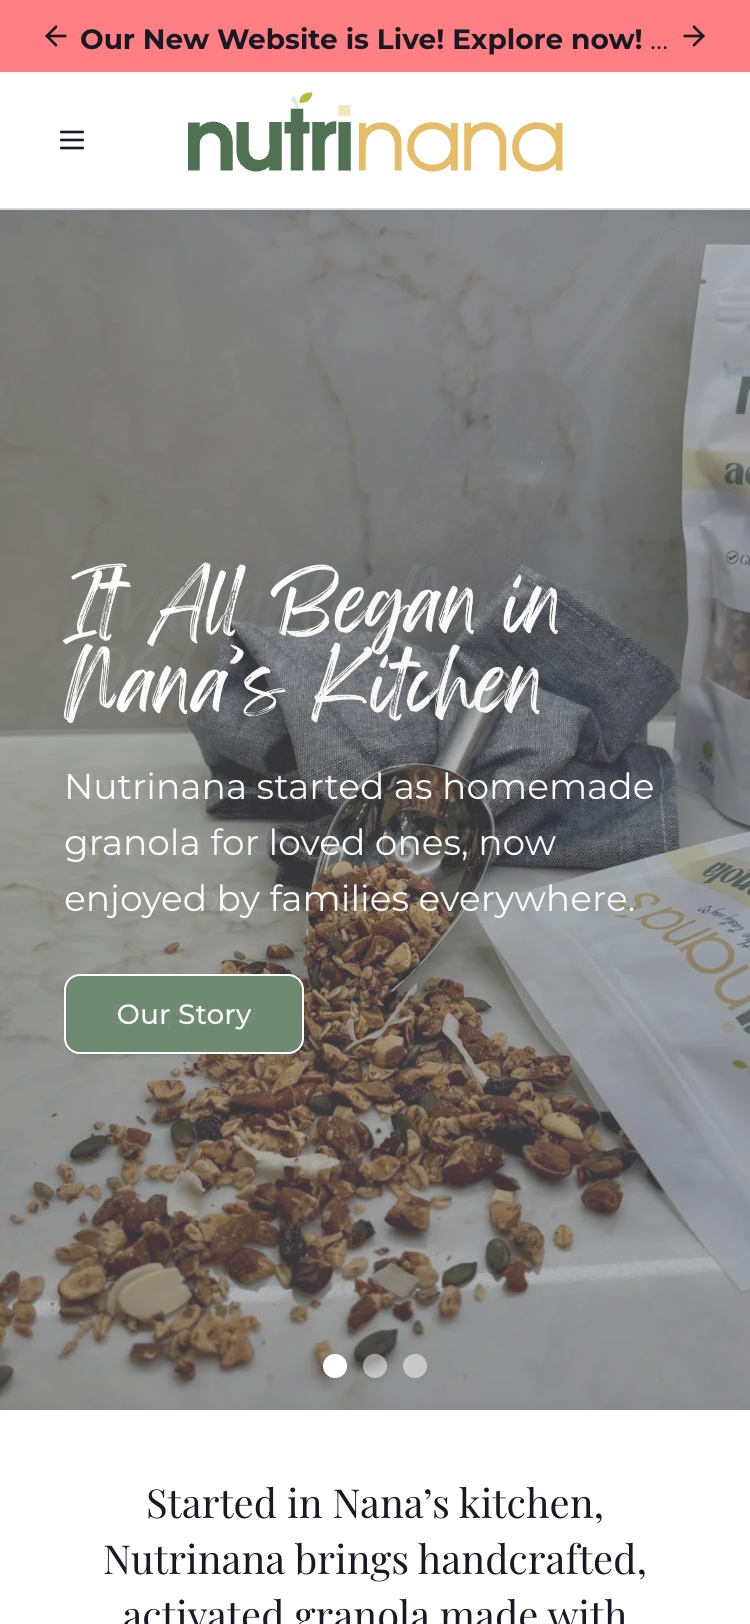 Our New Website is Live! Explore now! ...
nutrinana
It All Began in
Nana's Kitchen
Nutrinana started as homemade
granola for loved ones, now
enjoyed by families everywhere.
Our Story
Started in Nana's kitchen,
Nutrinana brings handcrafted,
activated granola made with